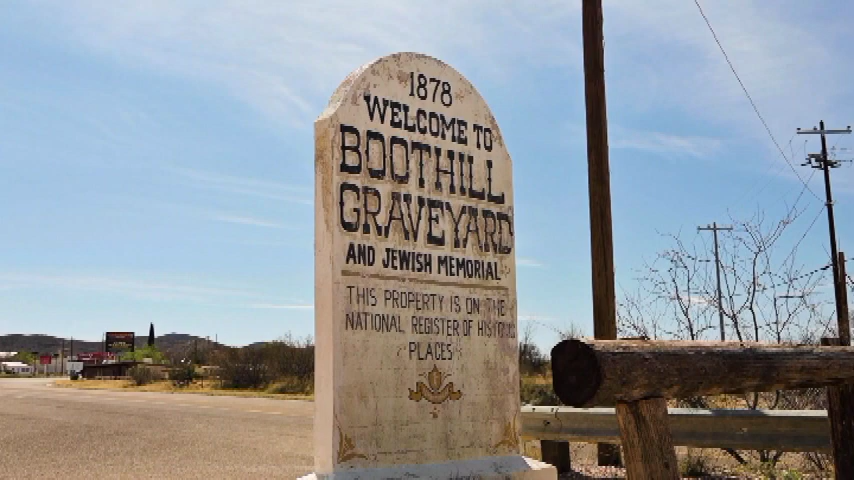 1878
WELCOME TO
BOOTHILL
GRAVEYARD
AND JEWISH MEMORIAL
THIS PROPERTY IS ON THE
NATIONAL REGISTER OF HISTORIC
PLACES